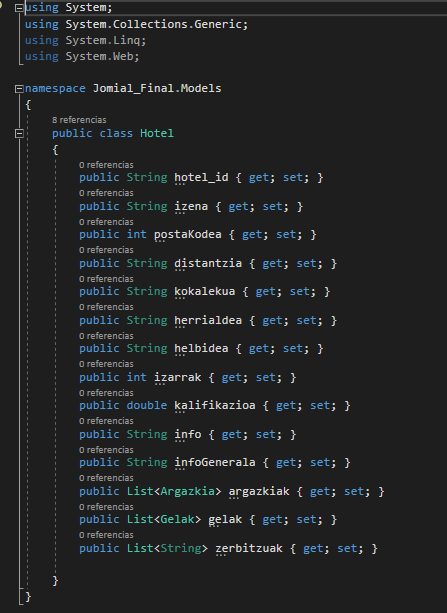 using System;
using System.Collections.Generic;
using System.Linq;
using System.Web;
namespace Jomial_Final.Models
{
8 referencias
public class Hotel
{
0 referencias
public String hotel_id { get; set; }
0 referencias
public String izena { get; set; }
0 referencias
public int postaKodea { get; set; }
0 referencias
public String distantzia { get; set; }
0 referencias
public String kokalekua { get; set; }
0 referencias
public String herrialdea { get; set; }
0 referencias
public String helbidea { get; set; }
0 referencias
public int izarrak { get; set; }
0 referencias
public double kalifikazioa { get; set; }
0 referencias
public String info { get; set; }
0 referencias
public String infoGenerala { get; set; }
0 referencias
public List<Argazkia> argazkiak { get; set; }
0 referencias
public List<Gelak> gelak { get; set; }
0 referencias
public List<String> zerbitzuak { get; set; }
}
}